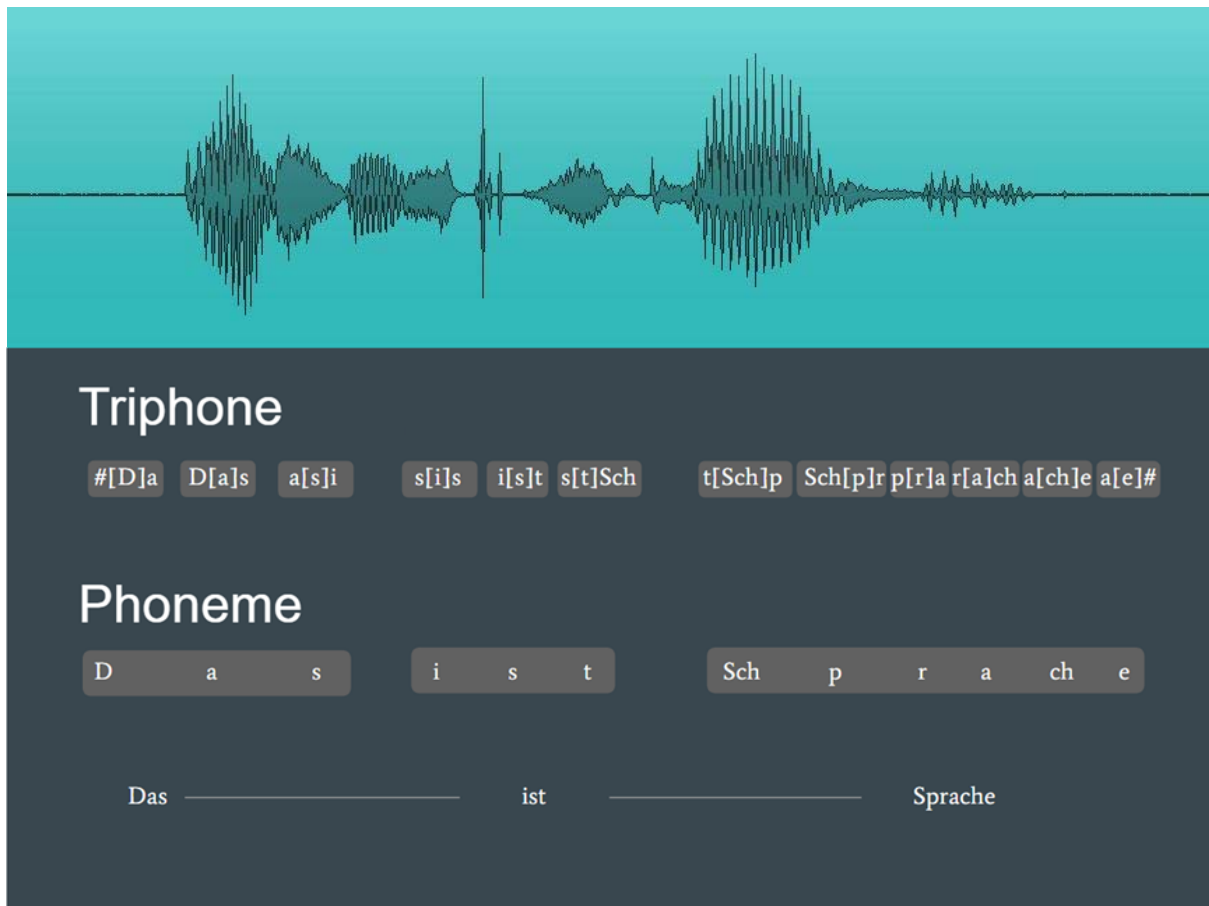 Triphone
#[D]a D[a]s a[s]i s[i]s i[s]t s[t]Sch t[Sch]p Sch[p]r p[r]a r[a]ch a[ch]e a[e]#
Phoneme
D a s i s t Sch p r a ch e
Das ist Sprache